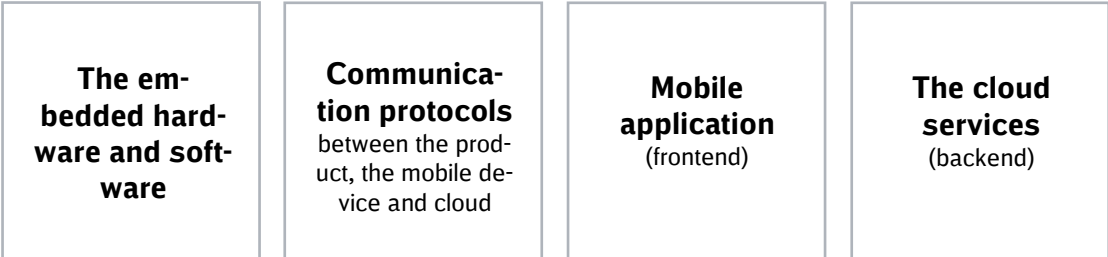 The em-
bedded hard-
ware and soft-
ware
Communica-
tion protocols
between the prod-
uct, the mobile de-
vice and cloud
Mobile
application
(frontend)
The cloud
services
(backend)